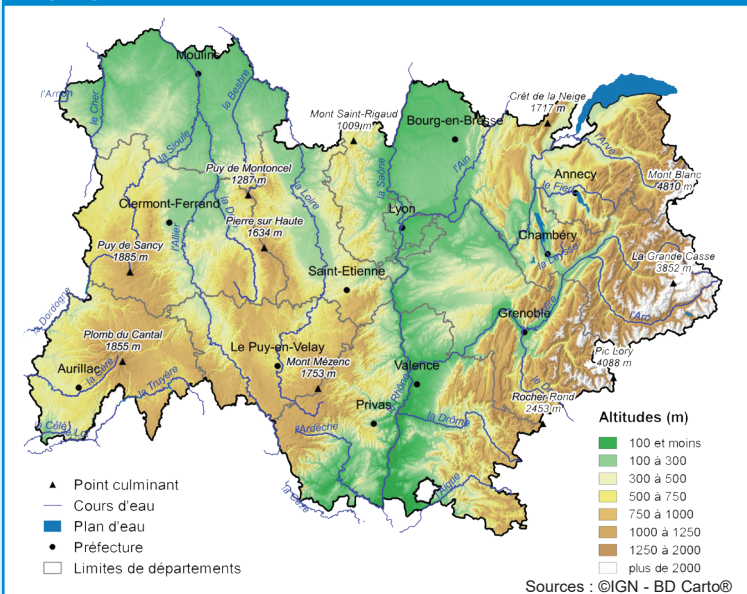 Moulins
l'Arnon
le Cher
la Besbre
la Sioule
Mont Saint-Rigaud
1009 m
Crêt de la Neige
1717 m
Bourg-en-Bresse
l'Ain
la Saône
l'Arve
Puy de Montoncel
1287 m
la Loire
Annecy
le Fier
Mont Blanc
4810 m
Clermont-Ferrand
l'Allier
Pierre sur Haute
1634 m
Lyon
Chambéry
Puy de Sancy
1885 m
La Grande Casse
3852 m
Saint-Etienne
la Dordogne
l'Arc
Grenoble
Plomb du Cantal
1855 m
Le Puy-en-Velay
Mont Mézenc
1753 m
Pic Lory
4088 m
Aurillac
la Cère
la Truyère
Valence
le Rhône
Rocher Rond
2453 m
Privas
la Drôme
l'Ardèche
le Célé
la Cèze
Altitudes (m)
100 et moins
100 à 300
300 à 500
500 à 750
750 à 1000
1000 à 1250
1250 à 2000
plus de 2000
Point culminant
Cours d'eau
Plan d'eau
Préfecture
Limites de départements
Sources : ©IGN - BD Carto®